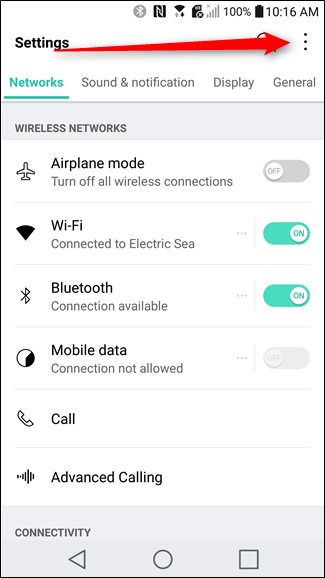 100% 10:16 AM
Settings
Networks Sound & notification Display General
WIRELESS NETWORKS
Airplane mode
Turn off all wireless connections
OFF
Wi-Fi
Connected to Electric Sea
ON
Bluetooth
Connection available
ON
Mobile data
Connection not allowed
OFF
Call
Advanced Calling
CONNECTIVITY